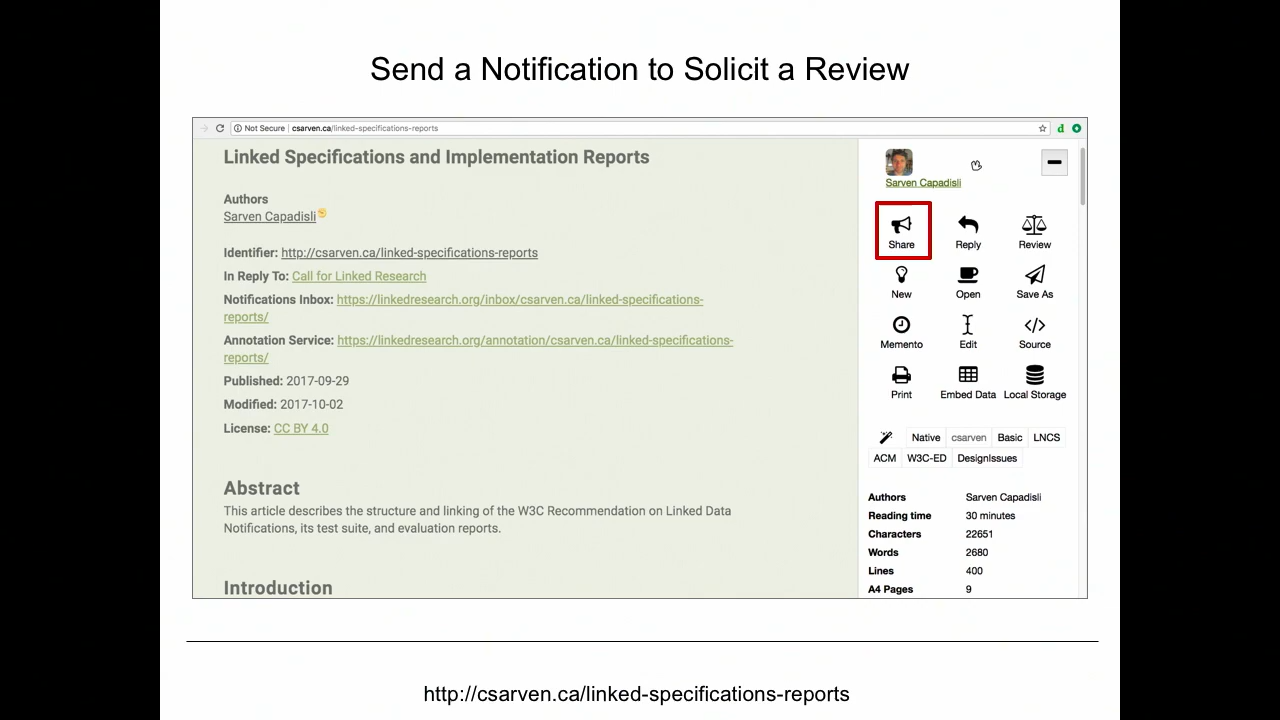 Send a Notification to Solicit a Review
Not Secure | csarven.ca/linked-specifications-reports
d
Linked Specifications and Implementation Reports
Authors
Sarven Capadisli
Identifier: http://csarven.ca/linked-specifications-reports
In Reply To: Call for Linked Research
Notifications Inbox: https://linkedresearch.org/inbox/csarven.ca/linked-specifications-
reports/
Annotation Service: https://linkedresearch.org/annotation/csarven.ca/linked-specifications-
reports/
Published: 2017-09-29
Modified: 2017-10-02
License: CC BY 4.0
Abstract
This article describes the structure and linking of the W3C Recommendation on Linked Data
Notifications, its test suite, and evaluation reports.
Introduction
Sarven Capadisli
Share Reply Review
New Open Save As
Memento Edit Source
Print Embed Data Local Storage
Native csarven Basic LNCS
ACM W3C-ED DesignIssues
Authors Sarven Capadisli
Reading time 30 minutes
Characters 22651
Words 2680
Lines 400
A4 Pages 9
http://csarven.ca/linked-specifications-reports